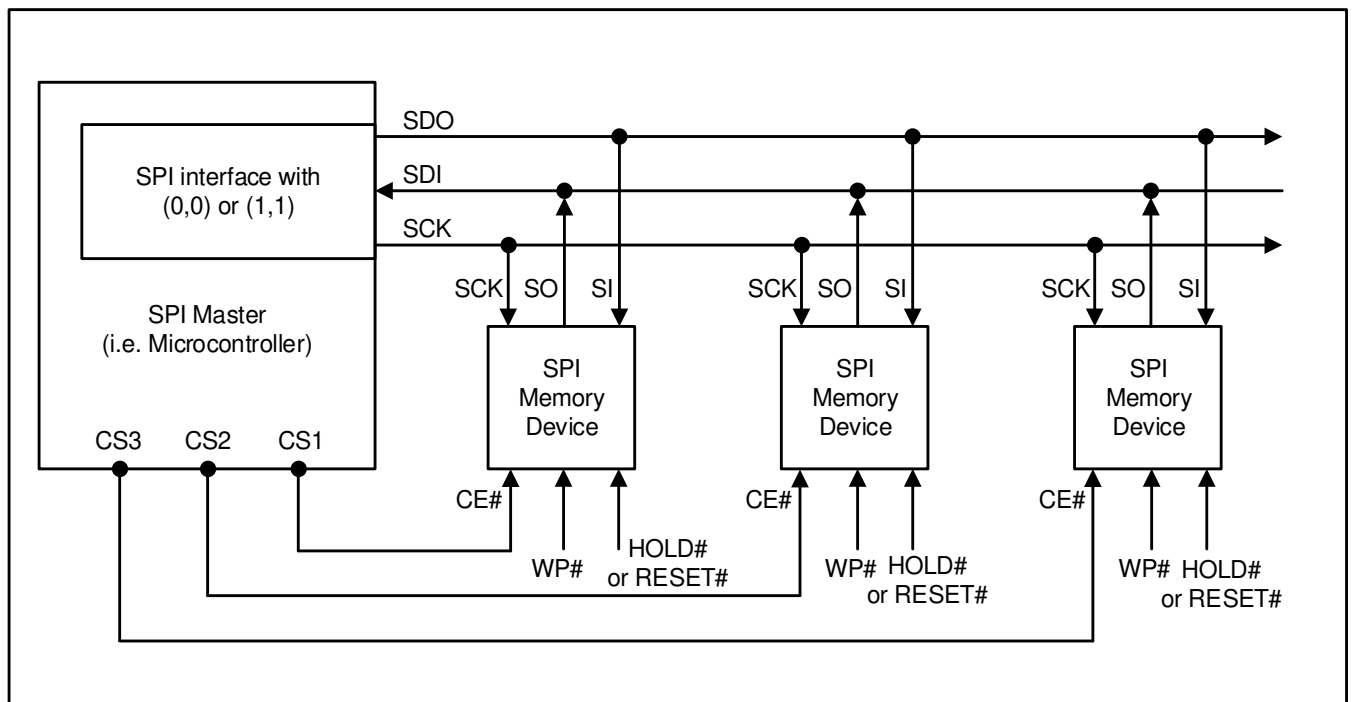 SDO
SPI interface with
(0,0) or (1,1)
SDI
SCK
SPI Master
(i.e. Microcontroller)
CS3 CS2 CS1
SCK SO SI
SPI
Memory
Device
CE#
WP#
HOLD#
or RESET#
SCK SO SI
SPI
Memory
Device
CE#
WP#
HOLD#
or RESET#
SCK SO SI
SPI
Memory
Device
CE#
WP#
HOLD#
or RESET#